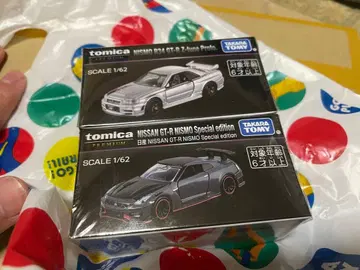 tomica
PREMIUM
NISMO R34 GT-R Z-tune Proto.
TAKARA TOMY
SCALE 1/62
対象年齢
6才以上
tomica
PREMIUM
NISSAN GT-R NISMO Special edition
日産 NISSAN GT-R NISMO Special edition
TAKARA TOMY
SCALE 1/62
対象年齢
6才以上
GO!